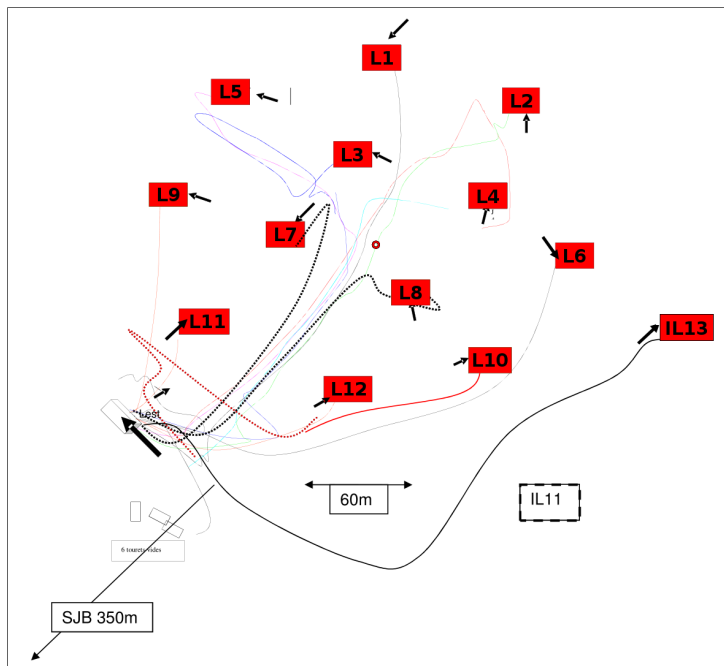 L1
L5
L2
L3
L9
L4
L7
L6
L8
L11
IL13
L10
L12
Lest
60m
IL11
6 tourets vides
SJB 350m